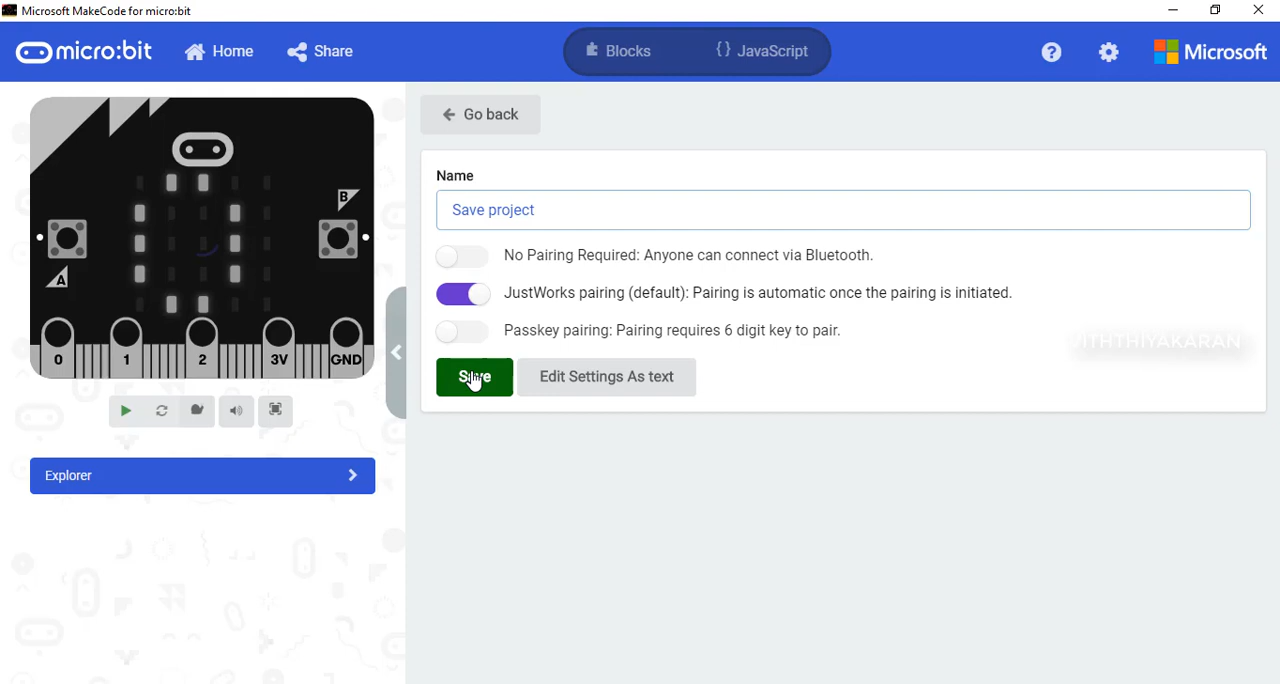 Microsoft MakeCode for micro:bit
micro:bit
Home
Share
Blocks
{} JavaScript
?
Microsoft
Go back
Name
Save project
No Pairing Required: Anyone can connect via Bluetooth.
JustWorks pairing (default): Pairing is automatic once the pairing is initiated.
Passkey pairing: Pairing requires 6 digit key to pair.
Save
Edit Settings As text
VITHTHIYAKARAN
B
A
0
1
2
3V
GND
Explorer